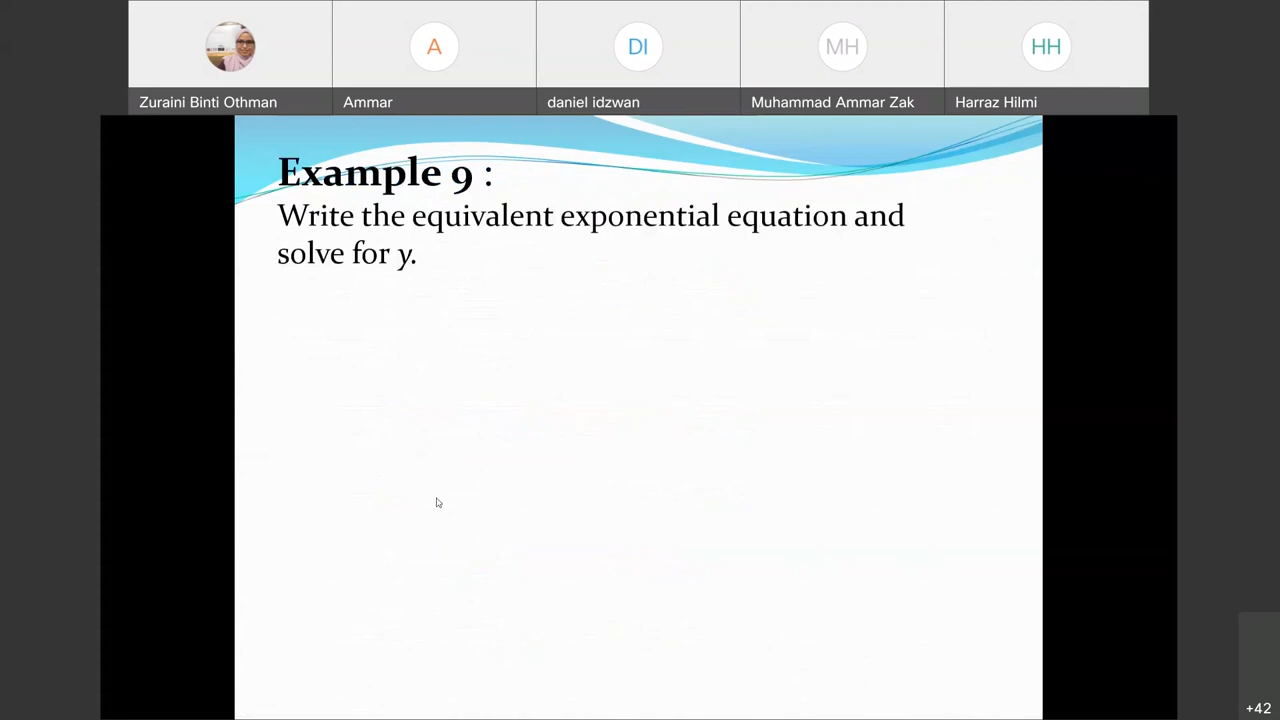 A
DI
MH
HH
Zuraini Binti Othman
Ammar
daniel idzwan
Muhammad Ammar Zak
Harraz Hilmi
Example 9 :
Write the equivalent exponential equation and
solve for y.
+42